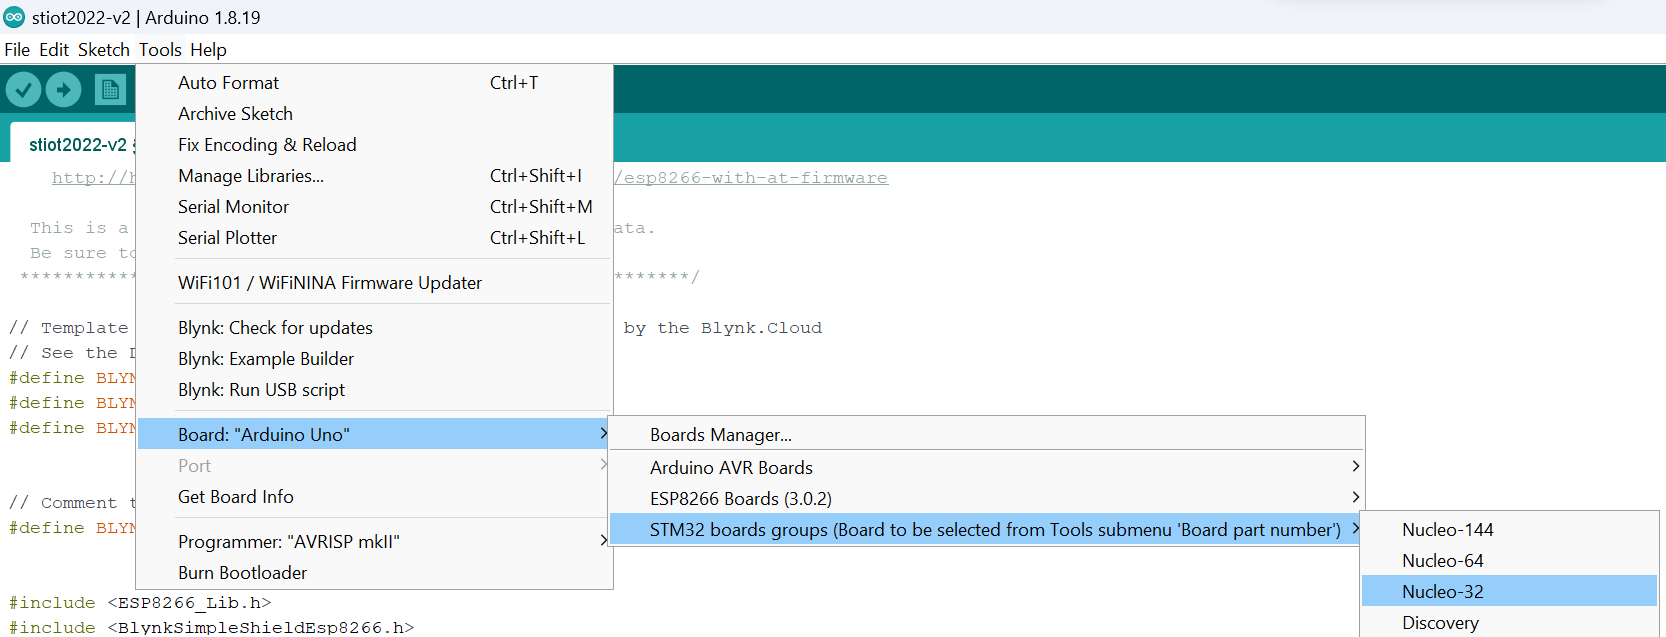 stiot2022-v2 | Arduino 1.8.19
File Edit Sketch Tools Help
Auto Format Ctrl+T
Archive Sketch
Fix Encoding & Reload
Manage Libraries... Ctrl+Shift+I
Serial Monitor Ctrl+Shift+M
Serial Plotter Ctrl+Shift+L
WiFi101 / WiFiNINA Firmware Updater
Blynk: Check for updates
Blynk: Example Builder
Blynk: Run USB script
Board: "Arduino Uno"
Port
Get Board Info
Programmer: "AVRISP mkII"
Burn Bootloader
Boards Manager...
Arduino AVR Boards
ESP8266 Boards (3.0.2)
STM32 boards groups (Board to be selected from Tools submenu 'Board part number')
Nucleo-144
Nucleo-64
Nucleo-32
Discovery
stiot2022-v2
http://h /esp8266-with-at-firmware
This is a ata.
Be sure to
*********** *******/
// Template by the Blynk.Cloud
// See the D
#define BLYN
#define BLYN
#define BLYN
// Comment t
#define BLYN
#include <ESP8266_Lib.h>
#include <BlynkSimpleShieldEsp8266.h>